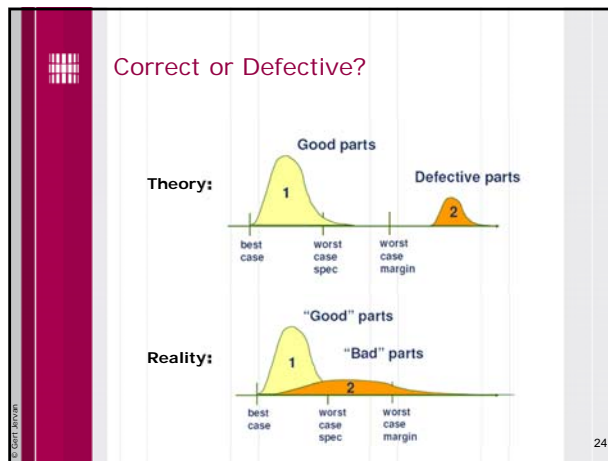 Correct or Defective?
Good parts
Defective parts
Theory:
1
2
best
case
worst
case
spec
worst
case
margin
“Good” parts
“Bad” parts
Reality:
1
2
best
case
worst
case
spec
worst
case
margin
© Gert Jervan
24